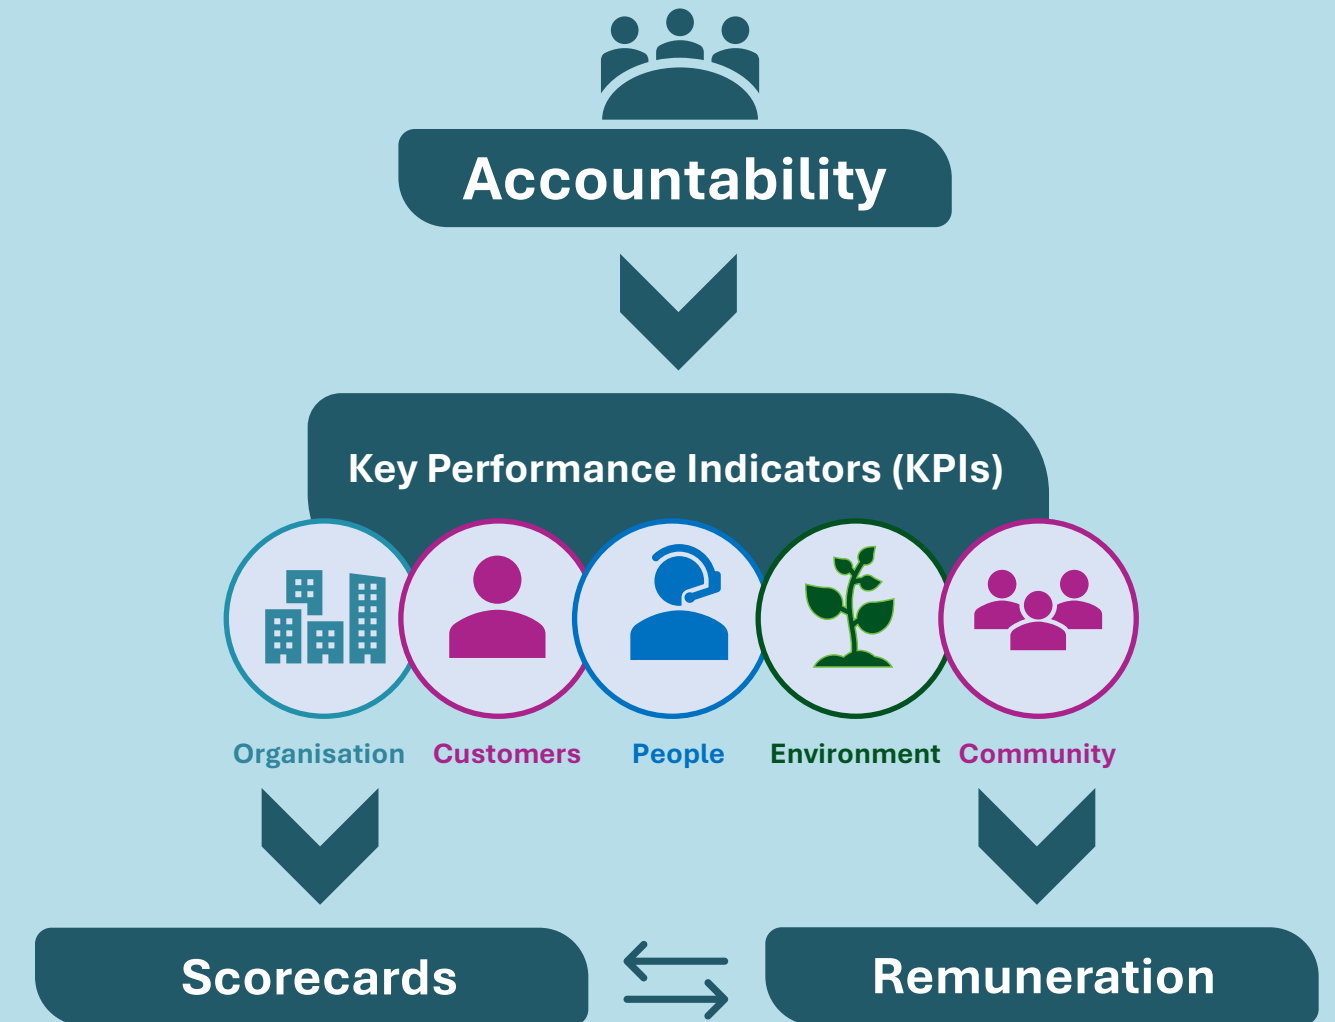 Accountability
Key Performance Indicators (KPIs)
Organisation Customers People Environment Community
Scorecards Remuneration